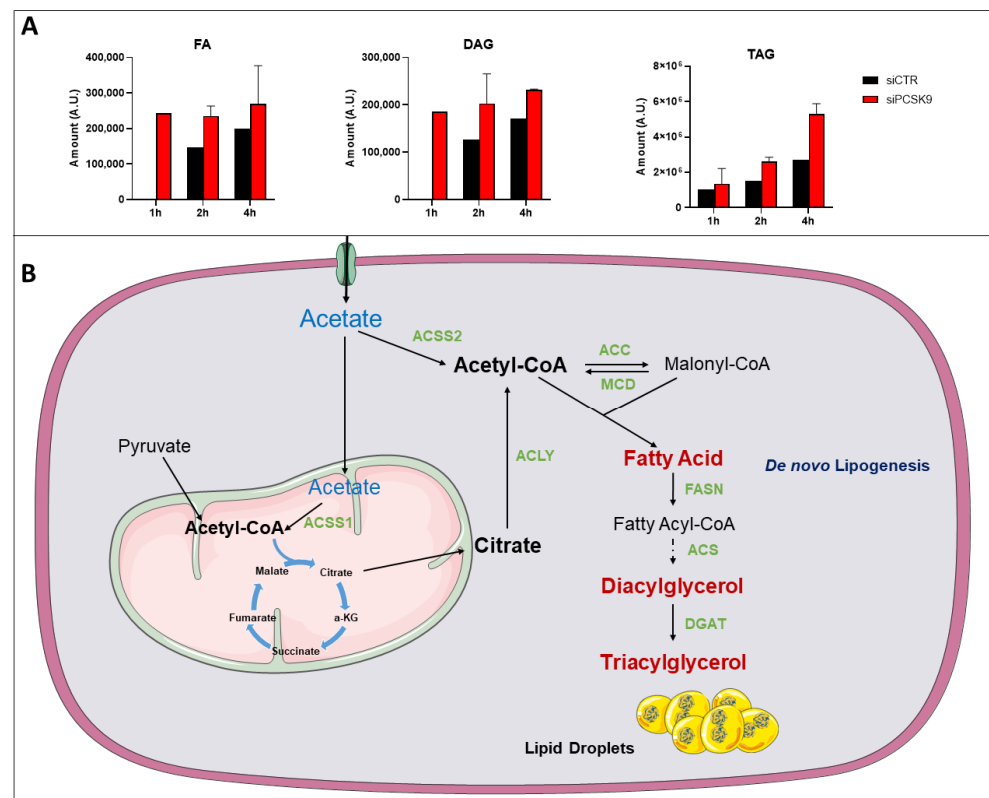 A
FA
Amount (A.U.)
400,000
300,000
200,000
100,000
0
1h 2h 4h
DAG
Amount (A.U.)
300,000
200,000
100,000
0
1h 2h 4h
TAG
Amount (A.U.)
8×10⁶
6×10⁶
4×10⁶
2×10⁶
0
1h 2h 4h
siCTR
siPCSK9
B
Acetate
ACSS2
Acetyl-CoA
ACC
MCD
Malonyl-CoA
Pyruvate
ACLY
Fatty Acid
De novo Lipogenesis
Acetate
FASN
Acetyl-CoA
ACSS1
Fatty Acyl-CoA
Citrate
ACS
Malate
Citrate
Diacylglycerol
Fumarate
a-KG
DGAT
Succinate
Triacylglycerol
Lipid Droplets